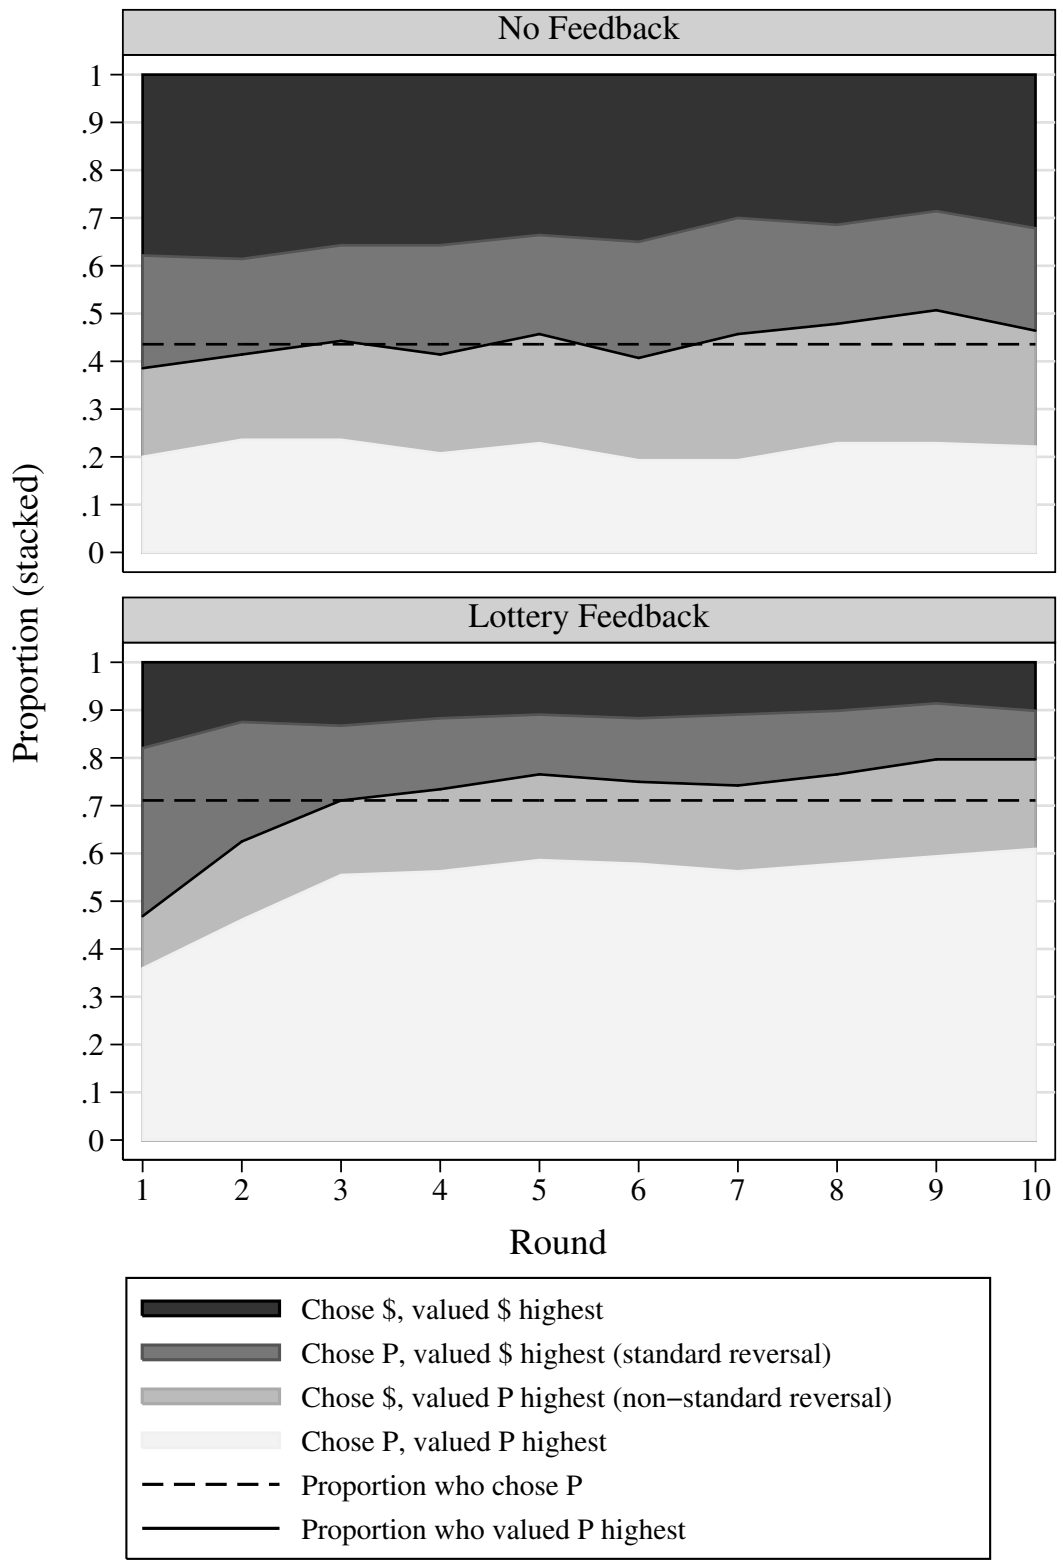 No Feedback
1
.9
.8
.7
.6
.5
.4
.3
.2
.1
0
Proportion (stacked)
Lottery Feedback
1
.9
.8
.7
.6
.5
.4
.3
.2
.1
0
1 2 3 4 5 6 7 8 9 10
Round
Chose $, valued $ highest
Chose P, valued $ highest (standard reversal)
Chose $, valued P highest (non−standard reversal)
Chose P, valued P highest
Proportion who chose P
Proportion who valued P highest